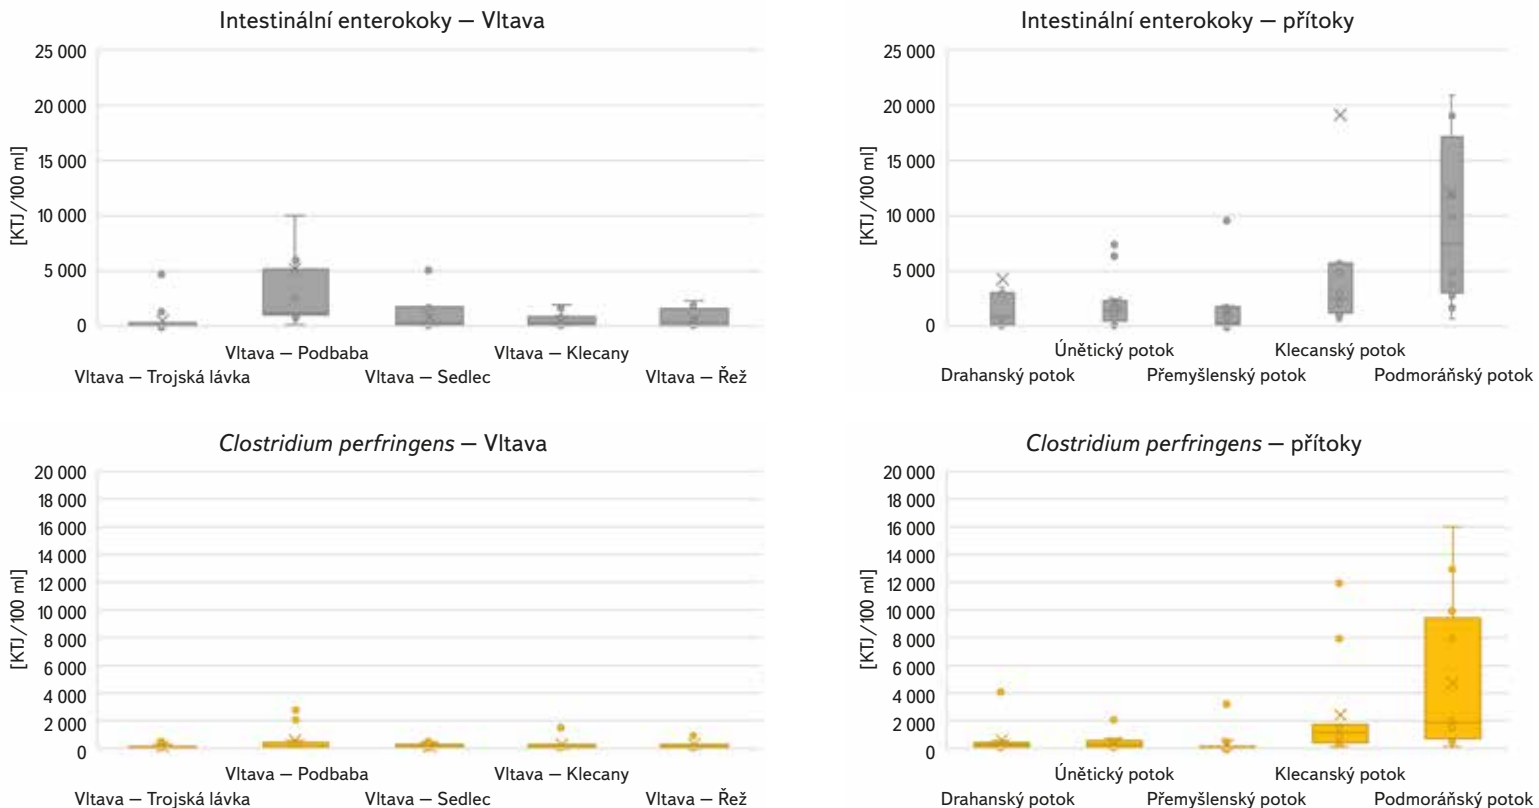 Intestinální enterokoky – Vltava
25 000
20 000
15 000
10 000
5 000
0
[KTJ/100 ml]
Vltava – Podbaba
Vltava – Klecany
Vltava – Trojská lávka
Vltava – Sedlec
Vltava – Řež
Intestinální enterokoky – přítoky
25 000
20 000
15 000
10 000
5 000
0
[KTJ/100 ml]
Únětický potok
Klecanský potok
Drahanský potok
Přemyšlenský potok
Podmoráňský potok
Clostridium perfringens – Vltava
20 000
18 000
16 000
14 000
12 000
10 000
8 000
6 000
4 000
2 000
0
[KTJ/100 ml]
Vltava – Podbaba
Vltava – Klecany
Vltava – Trojská lávka
Vltava – Sedlec
Vltava – Řež
Clostridium perfringens – přítoky
20 000
18 000
16 000
14 000
12 000
10 000
8 000
6 000
4 000
2 000
0
[KTJ/100 ml]
Únětický potok
Klecanský potok
Drahanský potok
Přemyšlenský potok
Podmoráňský potok